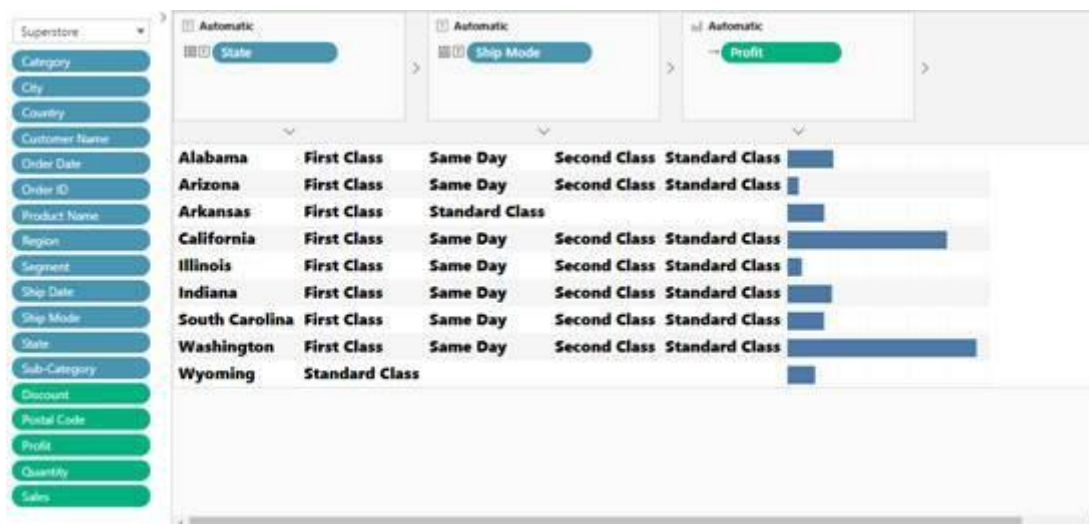 Superstore
Category
City
Country
Customer Name
Order Date
Order ID
Product Name
Region
Segment
Ship Date
Ship Mode
State
Sub-Category
Discount
Postal Code
Profit
Quantity
Sales
Automatic Automatic Automatic
State Ship Mode Profit
Alabama First Class Same Day Second Class Standard Class
Arizona First Class Same Day Second Class Standard Class
Arkansas First Class Standard Class
California First Class Same Day Second Class Standard Class
Illinois First Class Same Day Second Class Standard Class
Indiana First Class Same Day Second Class Standard Class
South Carolina First Class Same Day Second Class Standard Class
Washington First Class Same Day Second Class Standard Class
Wyoming Standard Class